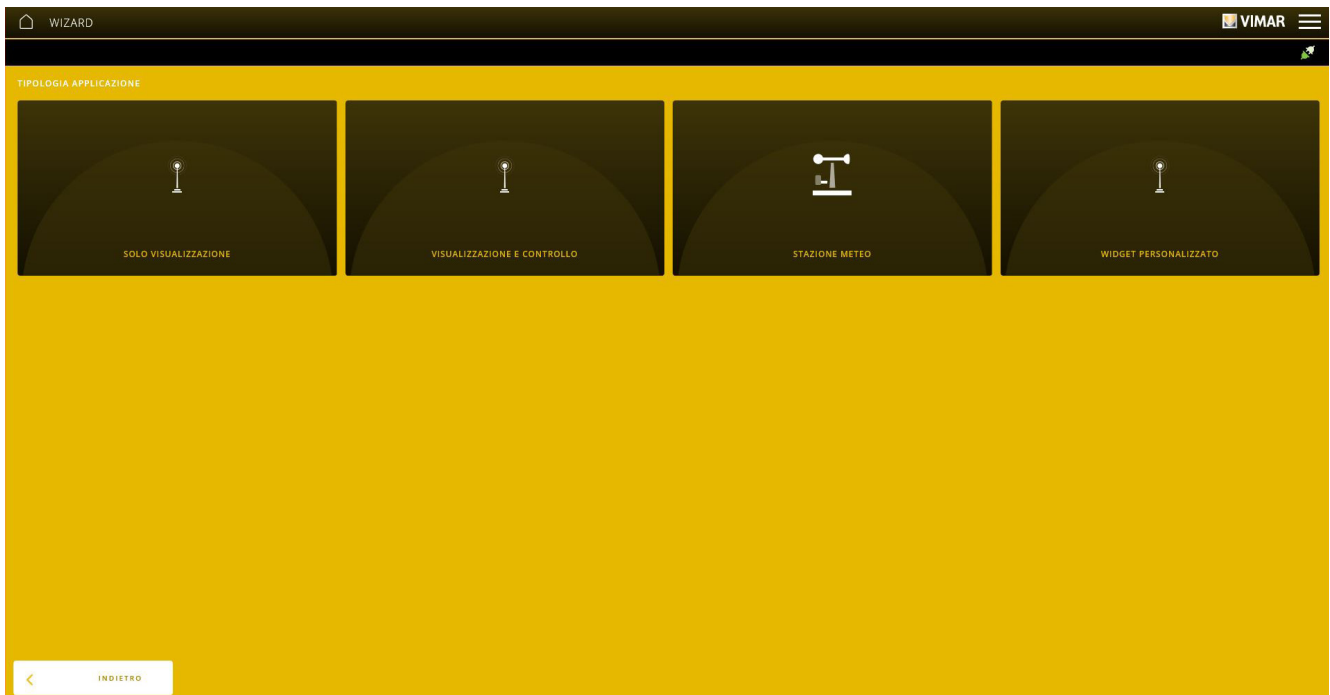 WIZARD
VIMAR
TIPOLOGIA APPLICAZIONE
SOLO VISUALIZZAZIONE
VISUALIZZAZIONE E CONTROLLO
STAZIONE METEO
WIDGET PERSONALIZZATO
INDIETRO